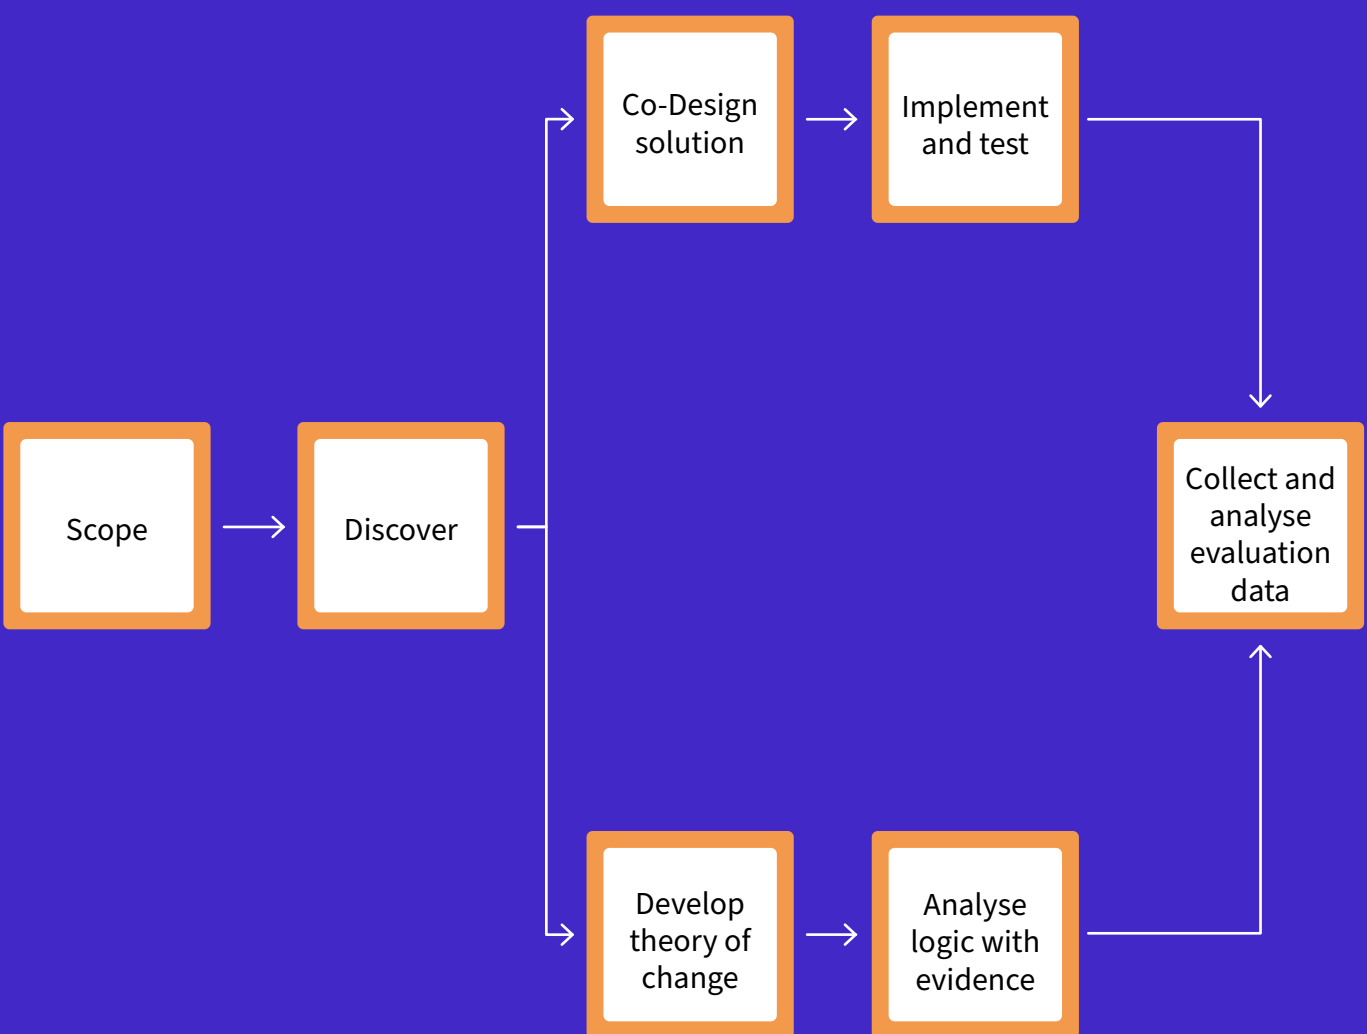 Scope
Discover
Co-Design
solution
Implement
and test
Develop
theory of
change
Analyse
logic with
evidence
Collect and
analyse
evaluation
data